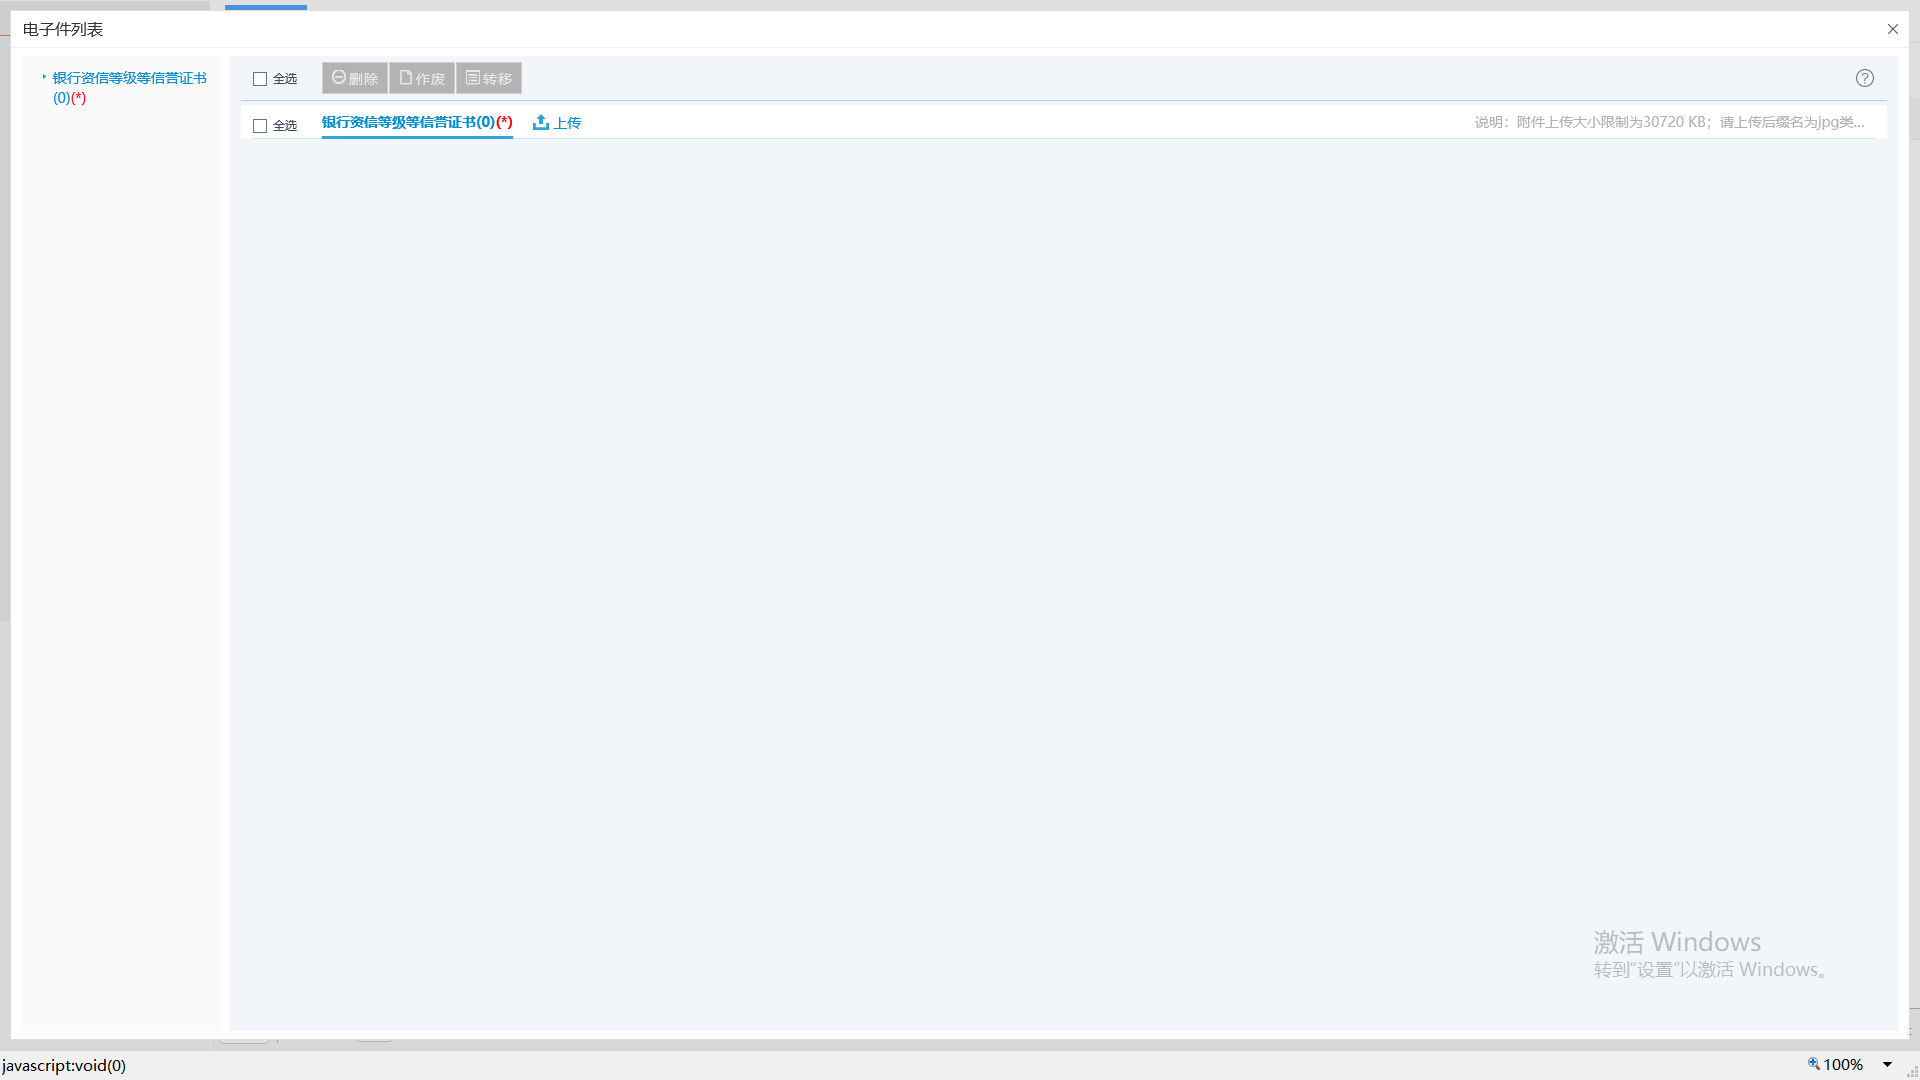 电子件列表
银行资信等级等信誉证书
(0)(*)
全选
删除
作废
转移
全选
银行资信等级等信誉证书(0)(*)
上传
说明：附件上传大小限制为30720 KB；请上传后缀名为jpg类...
激活 Windows
转到“设置”以激活 Windows。
javascript:void(0)
100%